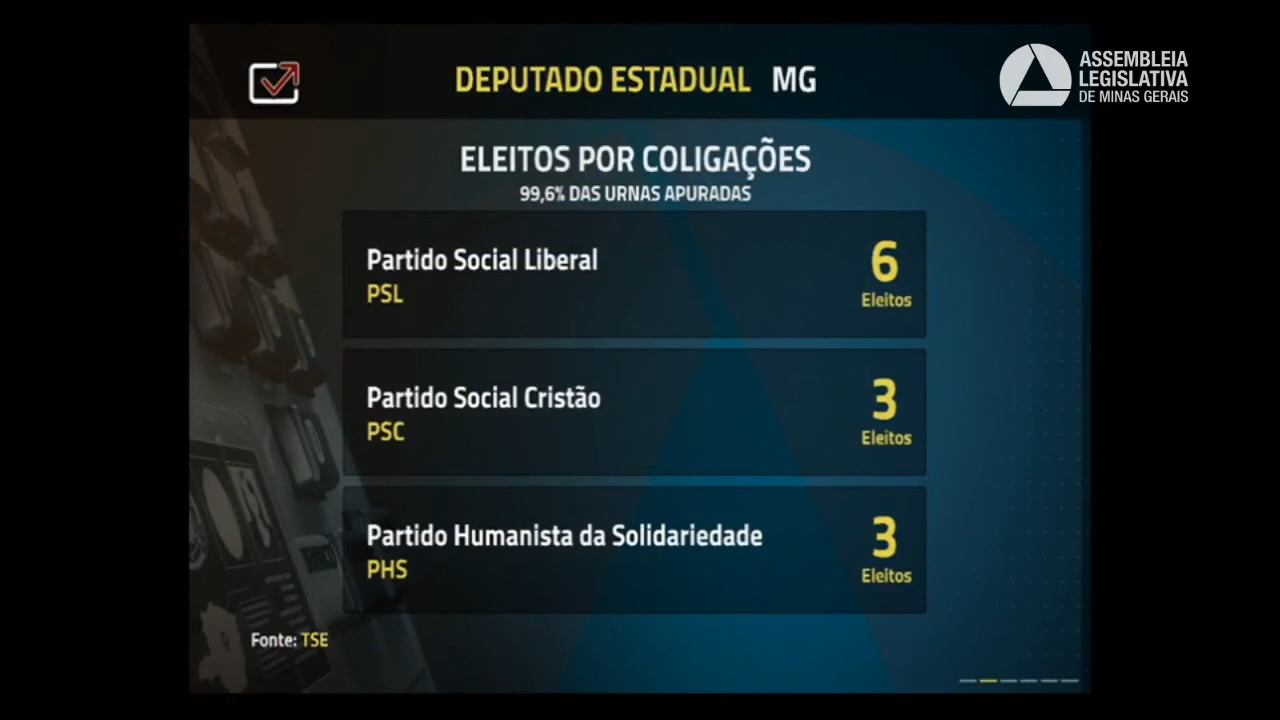 DEPUTADO ESTADUAL MG
ASSEMBLEIA
LEGISLATIVA
DE MINAS GERAIS
ELEITOS POR COLIGAÇÕES
99,6% DAS URNAS APURADAS
Partido Social Liberal
PSL
6
Eleitos
Partido Social Cristão
PSC
3
Eleitos
Partido Humanista da Solidariedade
PHS
3
Eleitos
Fonte: TSE